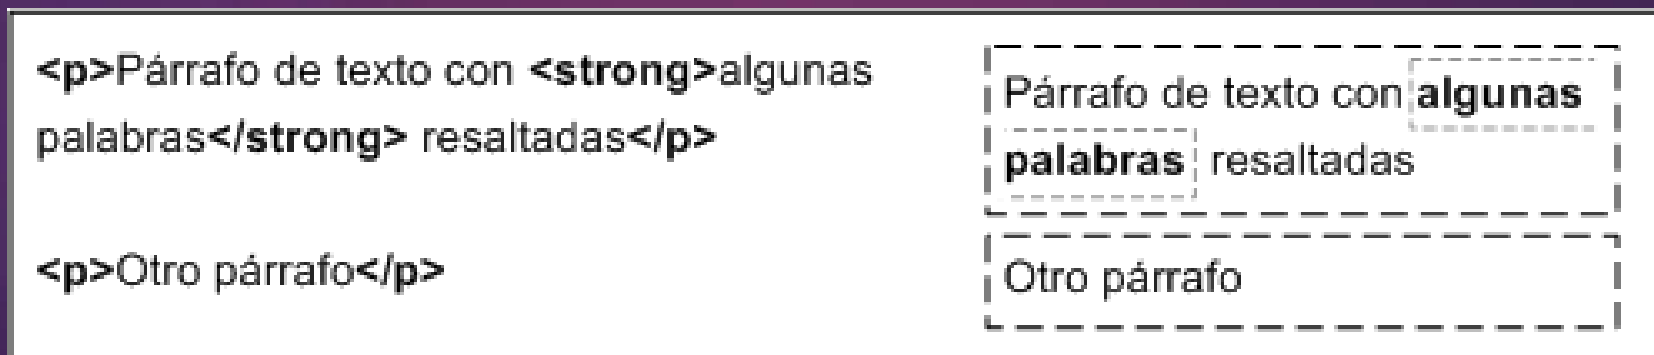 <p>Párrafo de texto con <strong>algunas
palabras</strong> resaltadas</p>
<p>Otro párrafo</p>
Párrafo de texto con algunas
palabras resaltadas
Otro párrafo